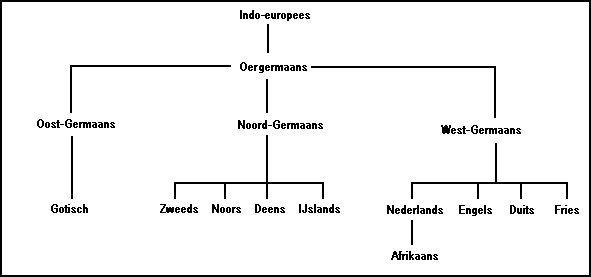 Indo-europees
Oergermaans
Oost-Germaans
Noord-Germaans
West-Germaans
Gotisch
Zweeds
Noors
Deens
IJslands
Nederlands
Engels
Duits
Fries
Afrikaans